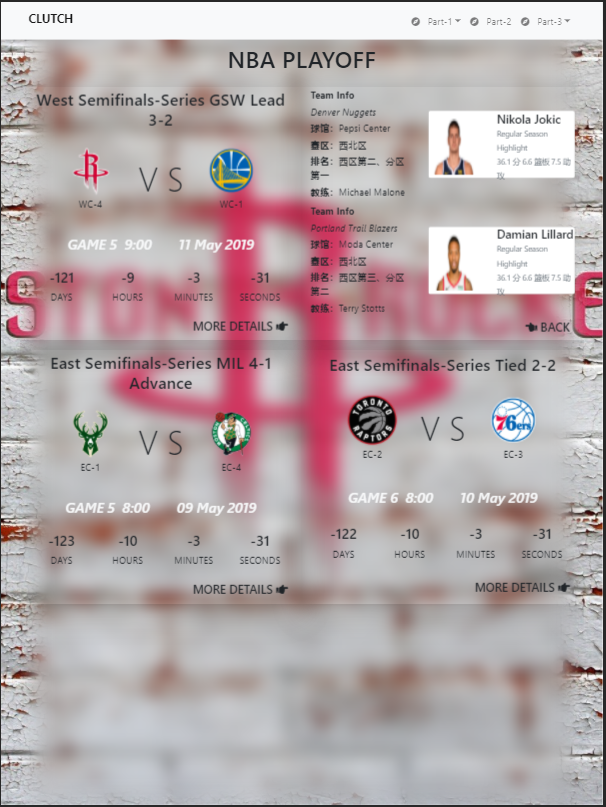 CLUTCH
Part-1
Part-2
Part-3
NBA PLAYOFF
West Semifinals-Series GSW Lead
3-2
VS
WC-4
WC-1
GAME 5 9:00 11 May 2019
-121 -9 -3 -31
DAYS HOURS MINUTES SECONDS
MORE DETAILS
Team Info
Denver Nuggets
球馆：Pepsi Center
赛区：西北区
排名：西区第二、分区
第一
教练：Michael Malone
Nikola Jokic
Regular Season
Highlight
36.1 分 6.6 篮板 7.5 助
攻
Team Info
Portland Trail Blazers
球馆：Moda Center
赛区：西北区
排名：西区第三、分区
第二
教练：Terry Stotts
Damian Lillard
Regular Season
Highlight
36.1 分 6.6 篮板 7.5 助
攻
BACK
East Semifinals-Series MIL 4-1
Advance
VS
EC-1
EC-4
GAME 5 8:00 09 May 2019
-123 -10 -3 -31
DAYS HOURS MINUTES SECONDS
MORE DETAILS
East Semifinals-Series Tied 2-2
TORONTO
RAPTORS
VS
76ers
EC-2
EC-3
GAME 6 8:00 10 May 2019
-122 -10 -3 -31
DAYS HOURS MINUTES SECONDS
MORE DETAILS